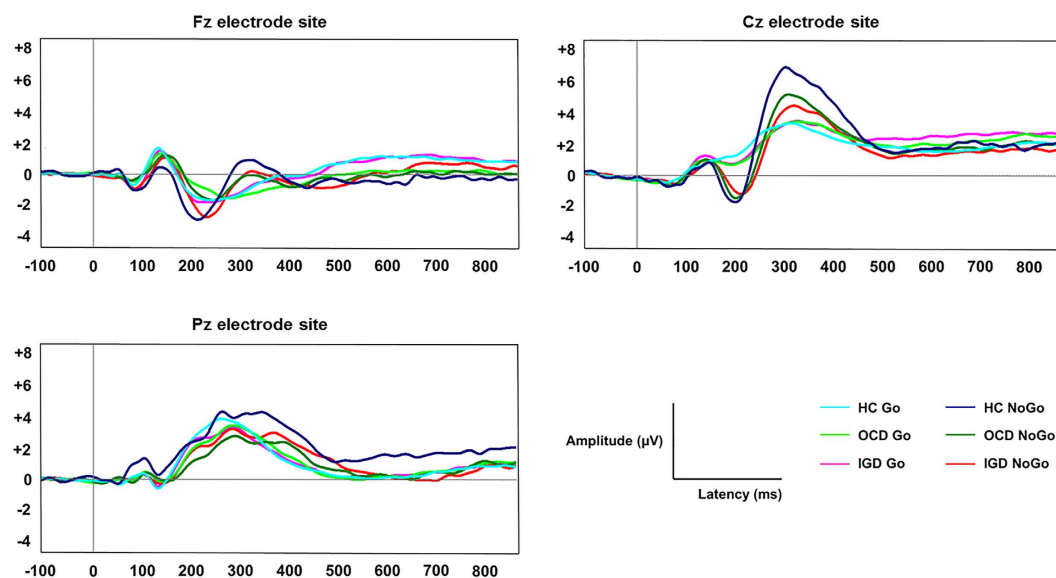 Fz electrode site
+8
+6
+4
+2
0
-2
-4
-100 0 100 200 300 400 500 600 700 800
Cz electrode site
+8
+6
+4
+2
0
-2
-4
-100 0 100 200 300 400 500 600 700 800
Pz electrode site
+8
+6
+4
+2
0
-2
-4
-100 0 100 200 300 400 500 600 700 800
Amplitude (µV)
Latency (ms)
HC Go HC NoGo
OCD Go OCD NoGo
IGD Go IGD NoGo